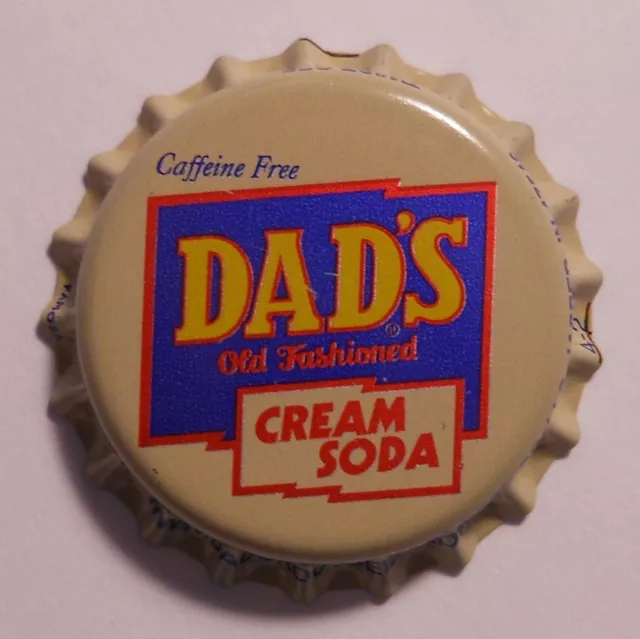 Caffeine Free
DAD'S®
Old Fashioned
CREAM
SODA